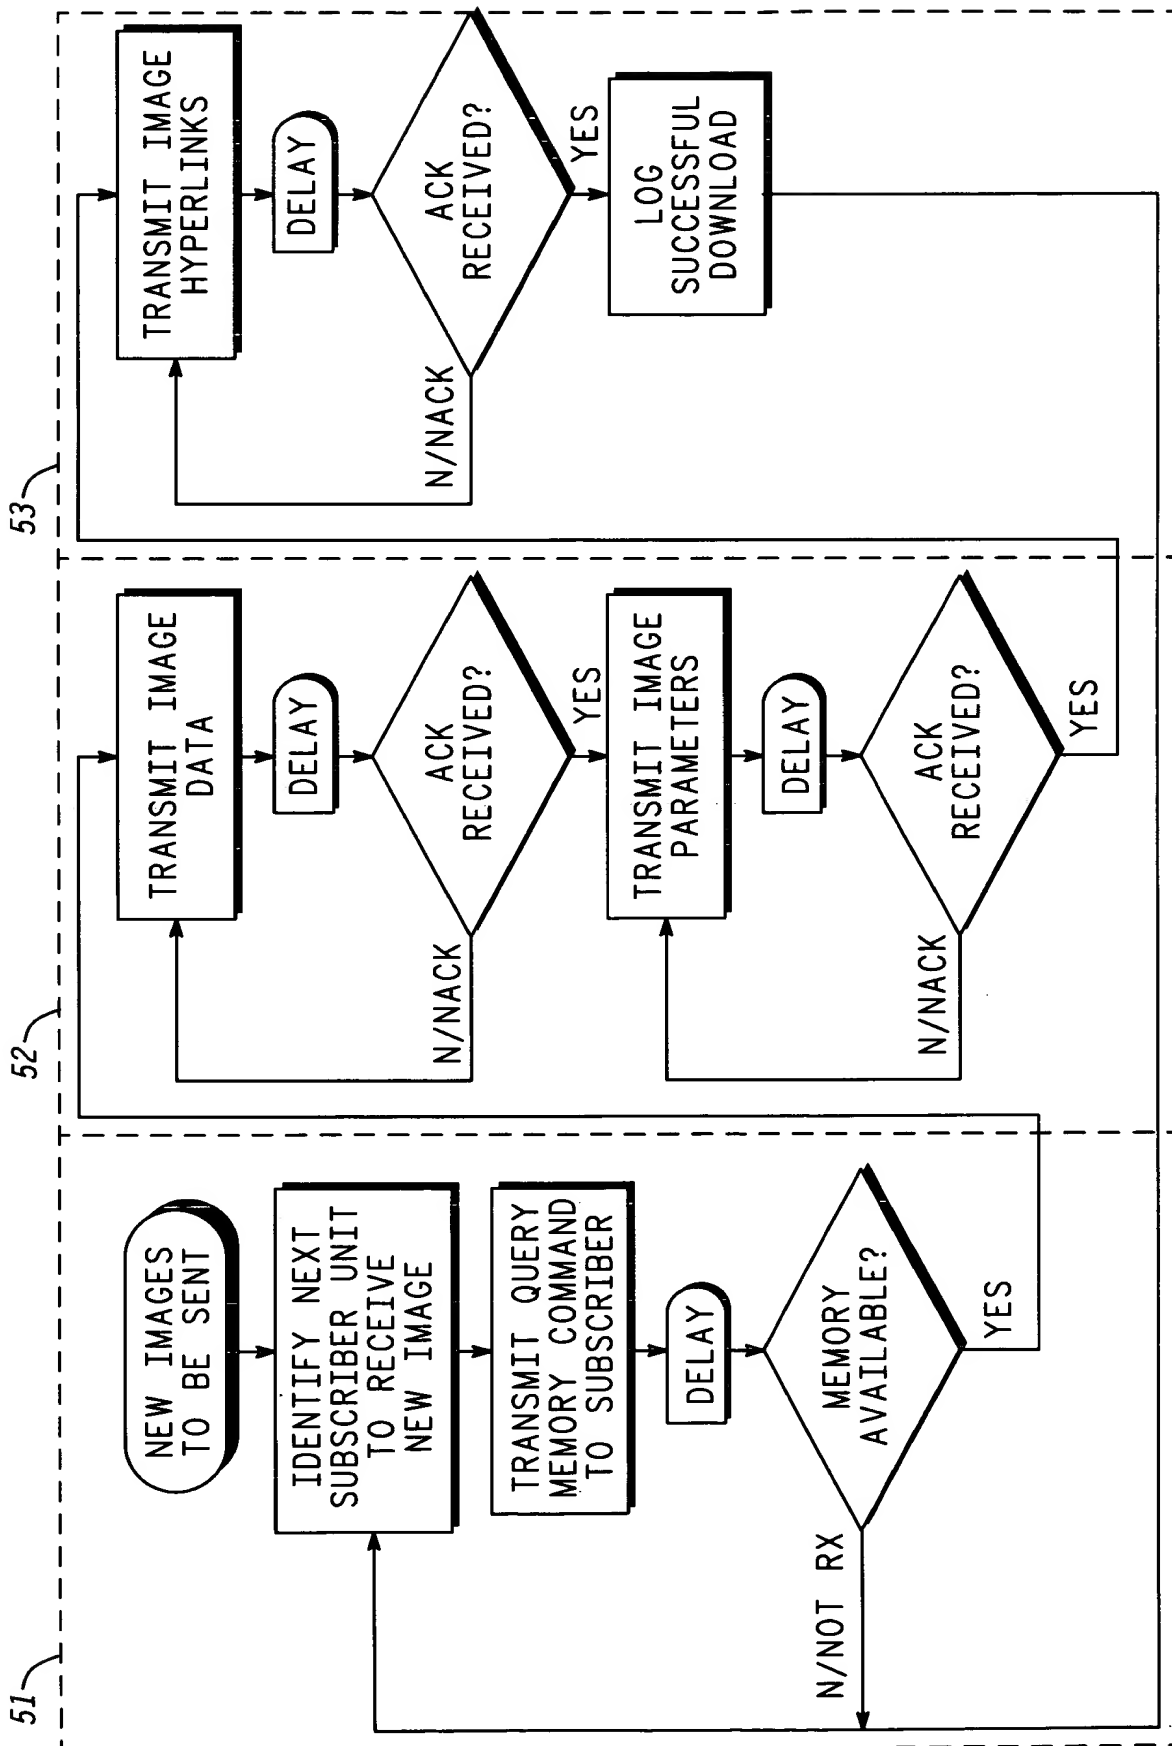 51
NEW IMAGES
TO BE SENT
IDENTIFY NEXT
SUBSCRIBER UNIT
TO RECEIVE
NEW IMAGE
TRANSMIT QUERY
MEMORY COMMAND
TO SUBSCRIBER
DELAY
MEMORY
AVAILABLE?
N/NOT RX
YES
52
TRANSMIT IMAGE
DATA
DELAY
ACK
RECEIVED?
N/NACK
YES
TRANSMIT IMAGE
PARAMETERS
DELAY
ACK
RECEIVED?
N/NACK
YES
53
TRANSMIT IMAGE
HYPERLINKS
DELAY
ACK
RECEIVED?
N/NACK
YES
LOG
SUCCESSFUL
DOWNLOAD